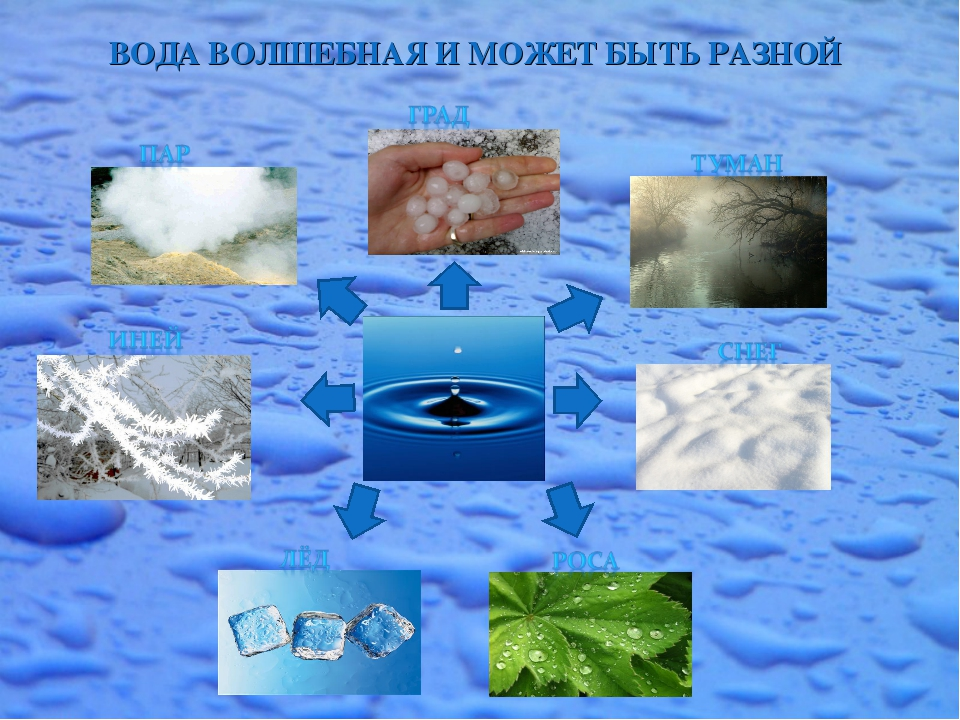 ВОДА ВОЛШЕБНАЯ И МОЖЕТ БЫТЬ РАЗНОЙ
ГРАД
ПАР
ТУМАН
ИНЕЙ
СНЕГ
ЛЁД
РОСА